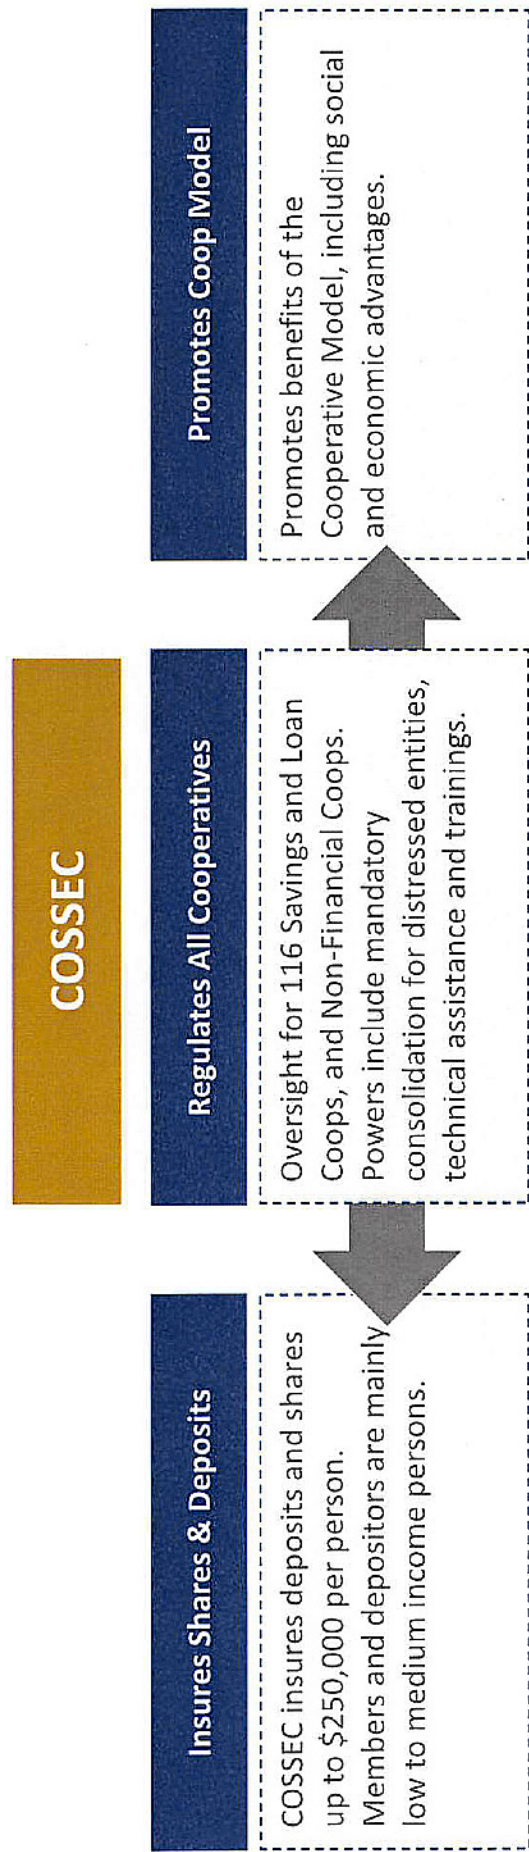 COSSEC
Insures Shares & Deposits
COSSEC insures deposits and shares
up to $250,000 per person.
Members and depositors are mainly
low to medium income persons.
Regulates All Cooperatives
Oversight for 116 Savings and Loan
Coops, and Non-Financial Coops.
Powers include mandatory
consolidation for distressed entities,
technical assistance and trainings.
Promotes Coop Model
Promotes benefits of the
Cooperative Model, including social
and economic advantages.